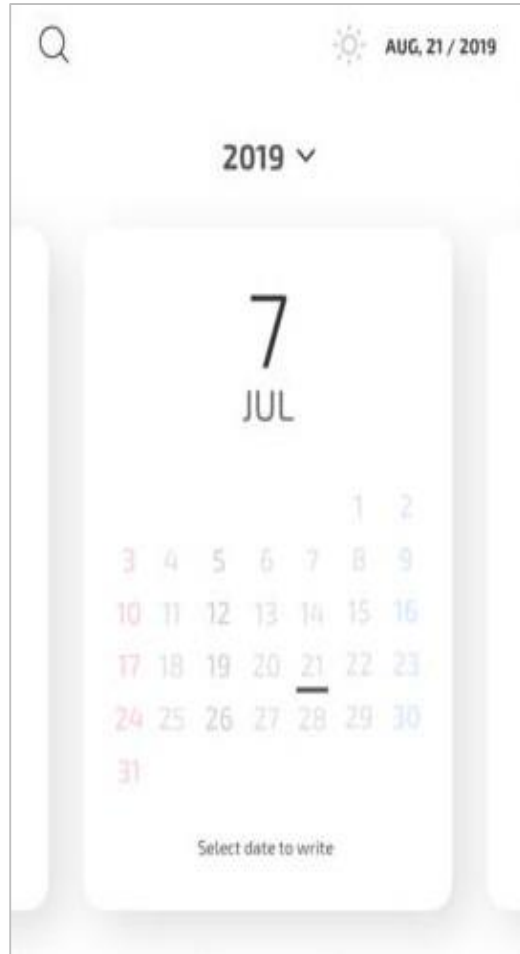 AUG, 21 / 2019
2019
7
JUL
1 2
3 4 5 6 7 8 9
10 11 12 13 14 15 16
17 18 19 20 21 22 23
24 25 26 27 28 29 30
31
Select date to write